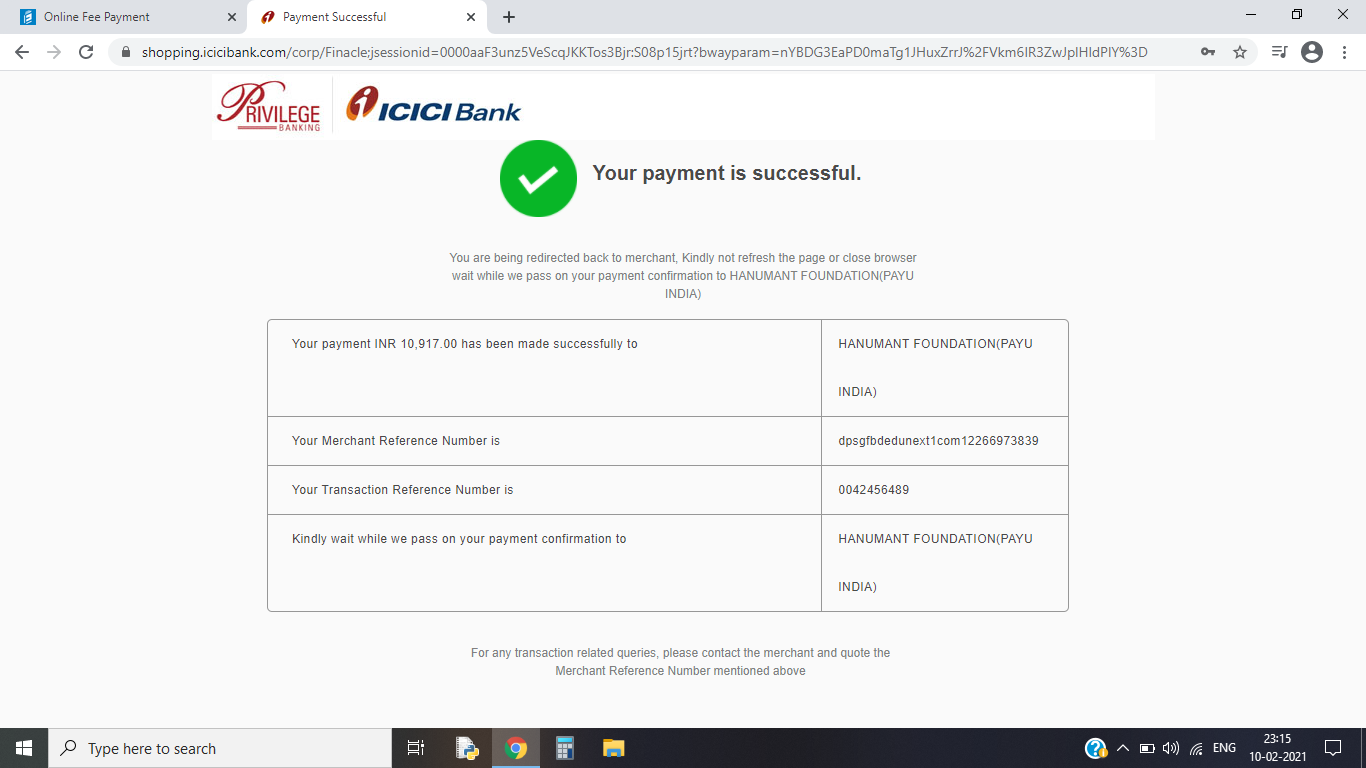 Online Fee Payment
Payment Successful
shopping.icicibank.com/corp/Finacle;jsessionid=0000aaF3unz5VeScqJKKTos3Bjr:S08p15jrt?bwayparam=nYBDG3EaPD0maTg1JHuxZrrJ%2FVkm6IR3ZwJplHIdPlY%3D
PRIVILEGE
BANKING
ICICI Bank
Your payment is successful.
You are being redirected back to merchant, Kindly not refresh the page or close browser
wait while we pass on your payment confirmation to HANUMANT FOUNDATION(PAYU
INDIA)
Your payment INR 10,917.00 has been made successfully to
HANUMANT FOUNDATION(PAYU
INDIA)
Your Merchant Reference Number is
dpsgfbdedunext1com12266973839
Your Transaction Reference Number is
0042456489
Kindly wait while we pass on your payment confirmation to
HANUMANT FOUNDATION(PAYU
INDIA)
For any transaction related queries, please contact the merchant and quote the
Merchant Reference Number mentioned above
Type here to search
ENG
23:15
10-02-2021